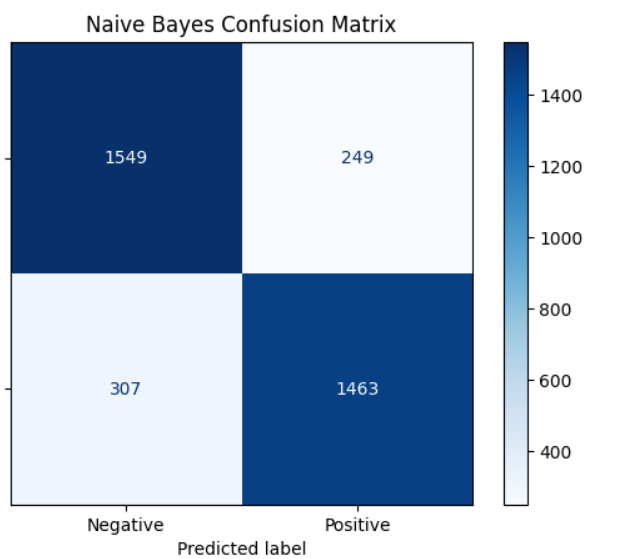 Naive Bayes Confusion Matrix
1549 249
307 1463
Negative Positive
Predicted label
1400
1200
1000
800
600
400